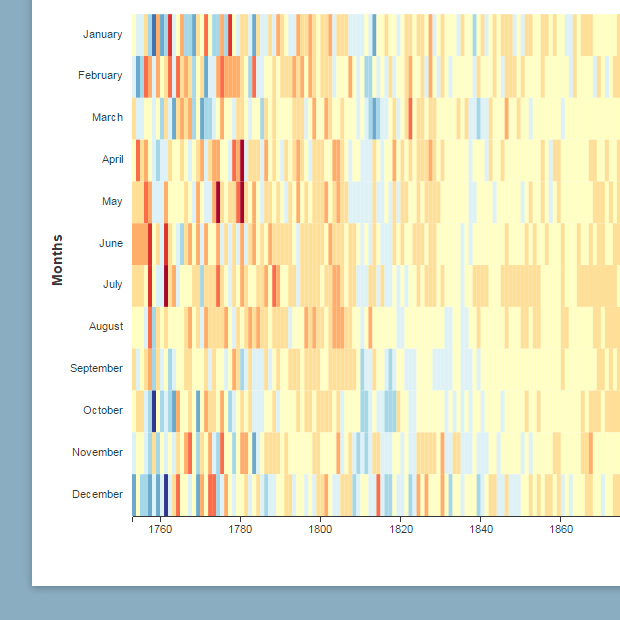 January
February
March
April
May
June
July
August
September
October
November
December
Months
1760 1780 1800 1820 1840 1860